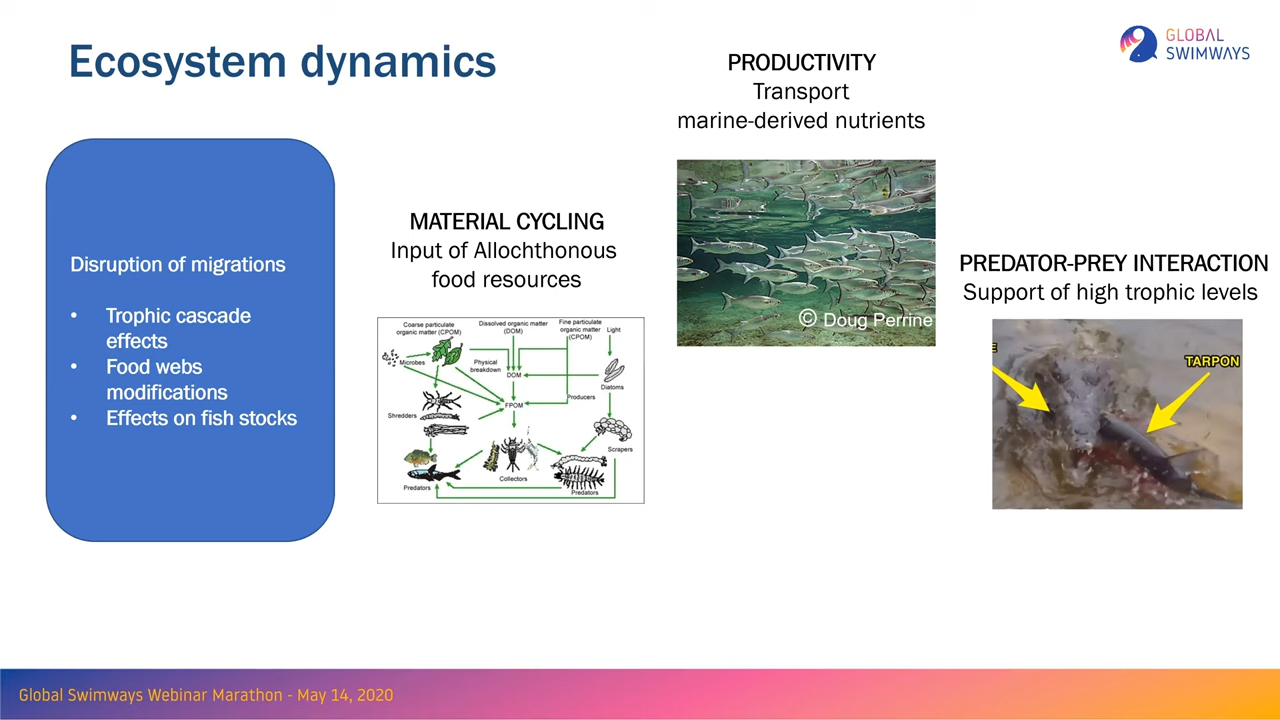 Ecosystem dynamics
GLOBAL
SWIMWAYS
PRODUCTIVITY
Transport
marine-derived nutrients
Disruption of migrations
• Trophic cascade
effects
• Food webs
modifications
• Effects on fish stocks
MATERIAL CYCLING
Input of Allochthonous
food resources
Coarse particulate
organic matter (CPOM)
Dissolved organic matter
(DOM)
Fine particulate
organic matter
(CPOM)
Light
Microbes
Physical
breakdown
DOM
Diatoms
Producers
FPOM
Shredders
Scrapers
Collectors
Predators
Predators
© Doug Perrine
PREDATOR-PREY INTERACTION
Support of high trophic levels
E
TARPON
Global Swimways Webinar Marathon - May 14, 2020